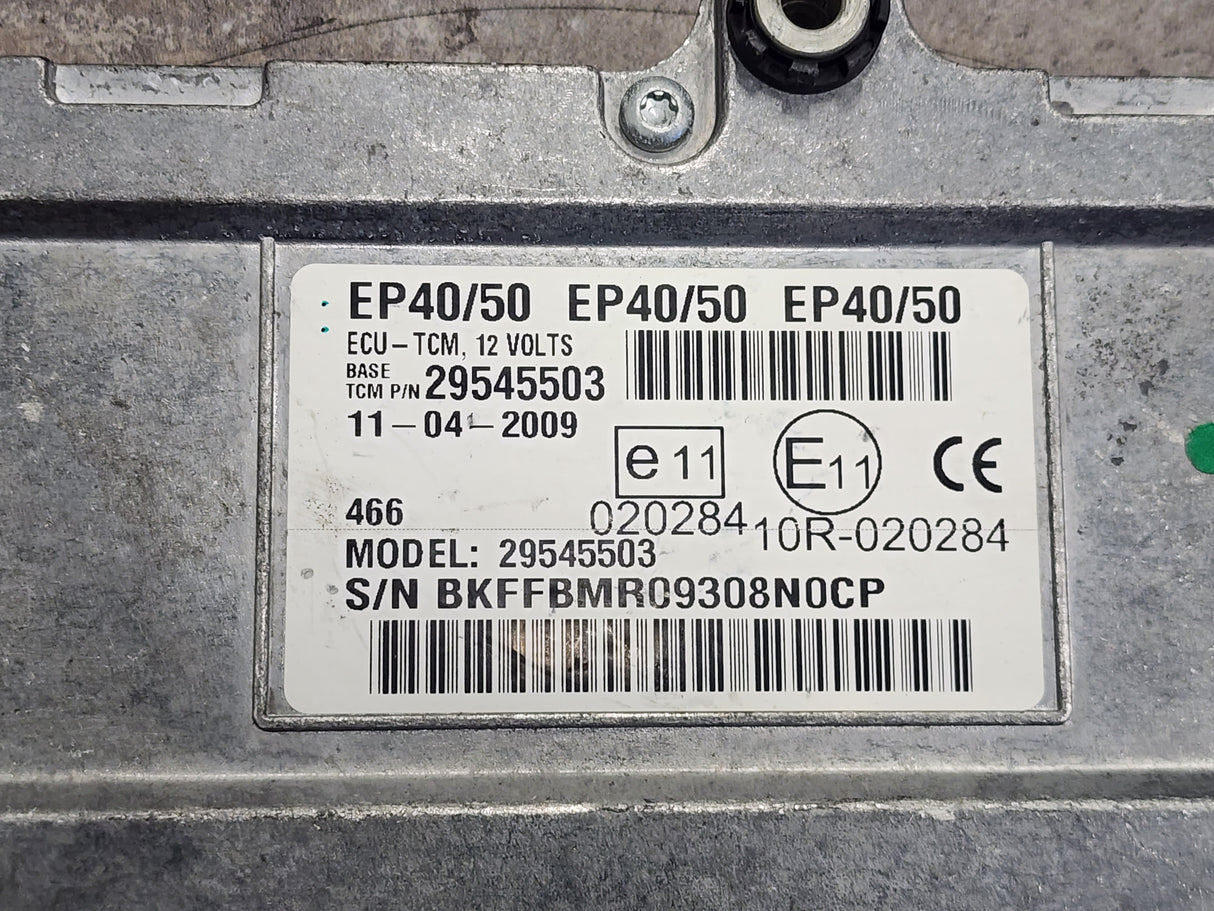 EP40/50 EP40/50 EP40/50
ECU-TCM, 12 VOLTS
BASE
TCM P/N 29545503
11-04-2009
e 11
E11
CE
020284
10R-020284
466
MODEL: 29545503
S/N BKFFBMR09308N0CP